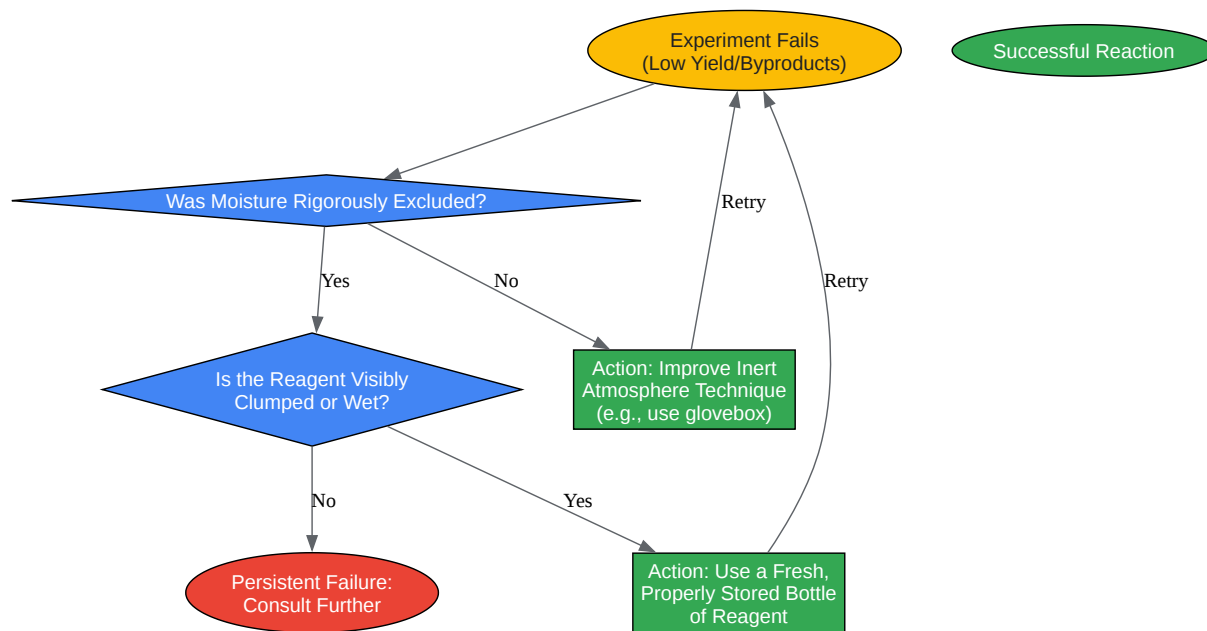 Experiment Fails
(Low Yield/Byproducts)
Successful Reaction
Was Moisture Rigorously Excluded?
Retry
Yes
No
Retry
Is the Reagent Visibly
Clumped or Wet?
Action: Improve Inert
Atmosphere Technique
(e.g., use glovebox)
No
Yes
Persistent Failure:
Consult Further
Action: Use a Fresh,
Properly Stored Bottle
of Reagent